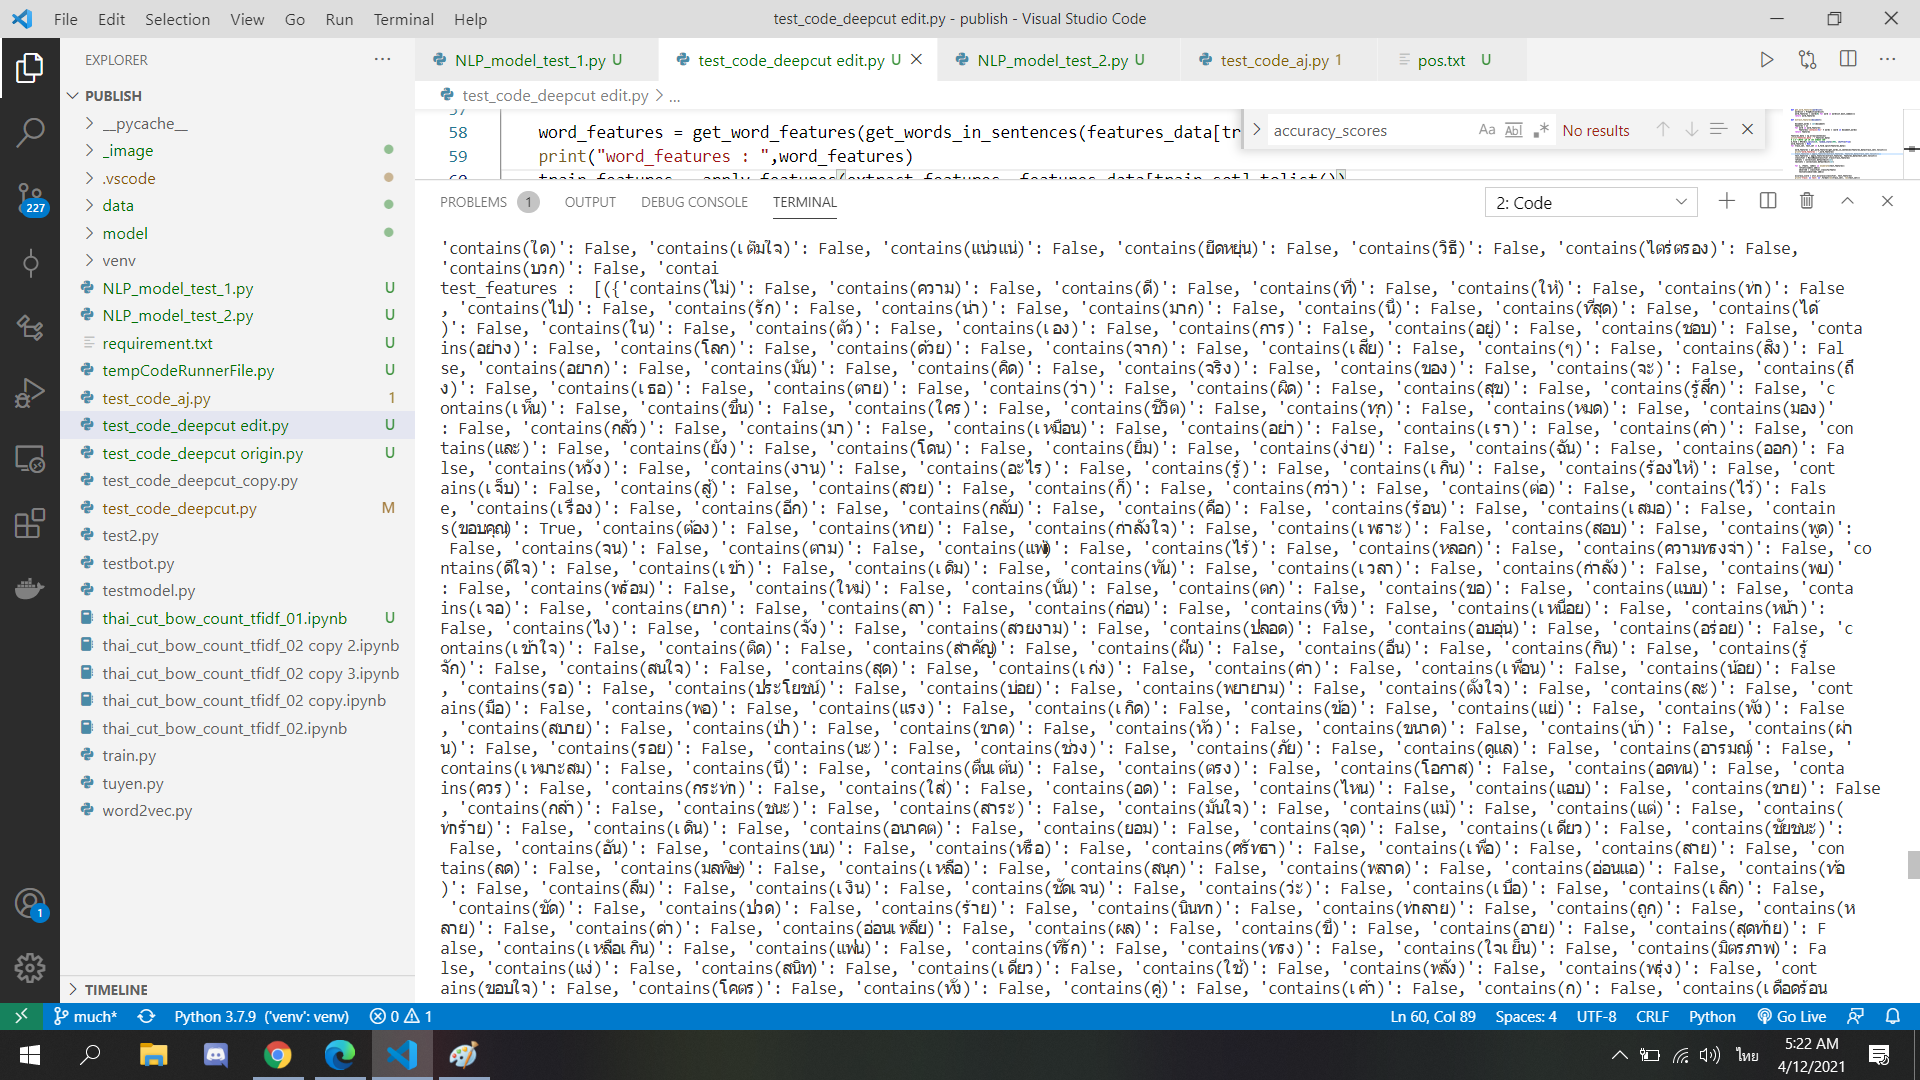 File Edit Selection View Go Run Terminal Help
test_code_deepcut edit.py - publish - Visual Studio Code
EXPLORER
PUBLISH
__pycache__
_image
.vscode
data
model
venv
NLP_model_test_1.py U
NLP_model_test_2.py U
requirement.txt U
tempCodeRunnerFile.py U
test_code_aj.py 1
test_code_deepcut edit.py U
test_code_deepcut origin.py U
test_code_deepcut_copy.py
test_code_deepcut.py M
test2.py
testbot.py
testmodel.py
thai_cut_bow_count_tfidf_01.ipynb U
thai_cut_bow_count_tfidf_02 copy 2.ipynb
thai_cut_bow_count_tfidf_02 copy 3.ipynb
thai_cut_bow_count_tfidf_02 copy.ipynb
thai_cut_bow_count_tfidf_02.ipynb
train.py
tuyen.py
word2vec.py
TIMELINE
227
1
NLP_model_test_1.py U
test_code_deepcut edit.py U
NLP_model_test_2.py U
test_code_aj.py 1
pos.txt U
test_code_deepcut edit.py > ...
57
58 word_features = get_word_features(get_words_in_sentences(features_data[tr
59 print("word_features : ",word_features)
60 train_features = apply_features(extract_features, features_data[train_set].tolist())
accuracy_scores Aa Abl .* No results
PROBLEMS 1 OUTPUT DEBUG CONSOLE TERMINAL
2: Code
'contains(ใด)': False, 'contains(เต็มใจ)': False, 'contains(แน่วแน่)': False, 'contains(ยืดหยุ่น)': False, 'contains(วิธี)': False, 'contains(ไตร่ตรอง)': False,
'contains(บวก)': False, 'contai
test_features :  [({'contains(ไม่)': False, 'contains(ความ)': False, 'contains(ดี)': False, 'contains(ที่)': False, 'contains(ให้)': False, 'contains(ทำ)': False
, 'contains(ไป)': False, 'contains(รัก)': False, 'contains(น่า)': False, 'contains(มาก)': False, 'contains(นี้)': False, 'contains(ที่สุด)': False, 'contains(ได้
)': False, 'contains(ใน)': False, 'contains(ตัว)': False, 'contains(เอง)': False, 'contains(การ)': False, 'contains(อยู่)': False, 'contains(ชอบ)': False, 'conta
ins(อย่าง)': False, 'contains(โลก)': False, 'contains(ด้วย)': False, 'contains(จาก)': False, 'contains(เสีย)': False, 'contains(ๆ)': False, 'contains(สิ่ง)': Fal
se, 'contains(อยาก)': False, 'contains(มัน)': False, 'contains(คิด)': False, 'contains(จริง)': False, 'contains(ของ)': False, 'contains(จะ)': False, 'contains(ถึ
ง)': False, 'contains(เธอ)': False, 'contains(ตาย)': False, 'contains(ว่า)': False, 'contains(ผิด)': False, 'contains(สุข)': False, 'contains(รู้สึก)': False, 'c
ontains(เห็น)': False, 'contains(ขึ้น)': False, 'contains(ใคร)': False, 'contains(ชีวิต)': False, 'contains(ทุก)': False, 'contains(หมด)': False, 'contains(มอง)'
: False, 'contains(กลัว)': False, 'contains(มา)': False, 'contains(เหมือน)': False, 'contains(อย่า)': False, 'contains(เรา)': False, 'contains(ค่า)': False, 'con
tains(และ)': False, 'contains(ยัง)': False, 'contains(โดน)': False, 'contains(ยิ้ม)': False, 'contains(ง่าย)': False, 'contains(ฉัน)': False, 'contains(ออก)': Fa
lse, 'contains(หวัง)': False, 'contains(งาน)': False, 'contains(อะไร)': False, 'contains(รู้)': False, 'contains(เกิน)': False, 'contains(ร้องไห้)': False, 'cont
ains(เจ็บ)': False, 'contains(สู้)': False, 'contains(สวย)': False, 'contains(ก็)': False, 'contains(กว่า)': False, 'contains(ต่อ)': False, 'contains(ไว้)': Fals
e, 'contains(เรื่อง)': False, 'contains(อีก)': False, 'contains(กลับ)': False, 'contains(คือ)': False, 'contains(ร้อน)': False, 'contains(เสมอ)': False, 'contain
s(ขอบคุณ)': True, 'contains(ต้อง)': False, 'contains(หาย)': False, 'contains(กำลังใจ)': False, 'contains(เพราะ)': False, 'contains(สอบ)': False, 'contains(พูด)':
False, 'contains(จน)': False, 'contains(ตาม)': False, 'contains(แพ้)': False, 'contains(ไร้)': False, 'contains(หลอก)': False, 'contains(ความทรงจำ)': False, 'co
ntains(ดีใจ)': False, 'contains(เข้า)': False, 'contains(เดิม)': False, 'contains(ทัน)': False, 'contains(เวลา)': False, 'contains(กำลัง)': False, 'contains(พบ)'
: False, 'contains(พร้อม)': False, 'contains(ใหม่)': False, 'contains(นั้น)': False, 'contains(ตก)': False, 'contains(ขอ)': False, 'contains(แบบ)': False, 'conta
ins(เจอ)': False, 'contains(ยาก)': False, 'contains(ลา)': False, 'contains(ก่อน)': False, 'contains(ทิ้ง)': False, 'contains(เหนื่อย)': False, 'contains(หน้า)':
False, 'contains(ไง)': False, 'contains(จัง)': False, 'contains(สวยงาม)': False, 'contains(ปลอด)': False, 'contains(อบอุ่น)': False, 'contains(อร่อย)': False, 'c
ontains(เข้าใจ)': False, 'contains(ติด)': False, 'contains(สำคัญ)': False, 'contains(ฝัน)': False, 'contains(อื่น)': False, 'contains(กิน)': False, 'contains(รู้
จัก)': False, 'contains(สนใจ)': False, 'contains(สุด)': False, 'contains(เก่ง)': False, 'contains(คำ)': False, 'contains(เพื่อน)': False, 'contains(น้อย)': False
, 'contains(รอ)': False, 'contains(ประโยชน์)': False, 'contains(บ่อย)': False, 'contains(พยายาม)': False, 'contains(ตั้งใจ)': False, 'contains(ละ)': False, 'cont
ains(มือ)': False, 'contains(พอ)': False, 'contains(แรง)': False, 'contains(เกิด)': False, 'contains(ข้อ)': False, 'contains(แย่)': False, 'contains(พัง)': False
, 'contains(สบาย)': False, 'contains(ป่า)': False, 'contains(ขาด)': False, 'contains(หัว)': False, 'contains(ขนาด)': False, 'contains(น้ำ)': False, 'contains(ผ่า
น)': False, 'contains(รอย)': False, 'contains(นะ)': False, 'contains(ช่วง)': False, 'contains(ภัย)': False, 'contains(ดูแล)': False, 'contains(อารมณ์)': False, '
contains(เหมาะสม)': False, 'contains(นี่)': False, 'contains(ตื่นเต้น)': False, 'contains(ตรง)': False, 'contains(โอกาส)': False, 'contains(อดทน)': False, 'conta
ins(ควร)': False, 'contains(กระทำ)': False, 'contains(ใส่)': False, 'contains(อด)': False, 'contains(ไหน)': False, 'contains(แอบ)': False, 'contains(ขาย)': False
, 'contains(กล้า)': False, 'contains(ชนะ)': False, 'contains(สาระ)': False, 'contains(มั่นใจ)': False, 'contains(แม้)': False, 'contains(แต่)': False, 'contains(
ทำร้าย)': False, 'contains(เดิน)': False, 'contains(อนาคต)': False, 'contains(ยอม)': False, 'contains(จุด)': False, 'contains(เดียว)': False, 'contains(ชัยชนะ)':
False, 'contains(อัน)': False, 'contains(บน)': False, 'contains(หรือ)': False, 'contains(ศรัทธา)': False, 'contains(เพื่อ)': False, 'contains(สาย)': False, 'con
tains(ลด)': False, 'contains(มลพิษ)': False, 'contains(เหลือ)': False, 'contains(สนุก)': False, 'contains(พลาด)': False, 'contains(อ่อนแอ)': False, 'contains(ท้อ
)': False, 'contains(ลืม)': False, 'contains(เงิน)': False, 'contains(ชัดเจน)': False, 'contains(ว่ะ)': False, 'contains(เบื่อ)': False, 'contains(เลิก)': False,
'contains(ขัด)': False, 'contains(ปวด)': False, 'contains(ร้าย)': False, 'contains(นินทา)': False, 'contains(ทำลาย)': False, 'contains(ถูก)': False, 'contains(ห
ลาย)': False, 'contains(ด่า)': False, 'contains(อ่อนเพลีย)': False, 'contains(ผล)': False, 'contains(ขี้)': False, 'contains(อาย)': False, 'contains(สุดท้าย)': F
alse, 'contains(เหลือเกิน)': False, 'contains(แฟน)': False, 'contains(ที่รัก)': False, 'contains(ทรง)': False, 'contains(ใจเย็น)': False, 'contains(มิตรภาพ)': Fa
lse, 'contains(แง่)': False, 'contains(สนิท)': False, 'contains(เดี่ยว)': False, 'contains(ใช้)': False, 'contains(พลัง)': False, 'contains(พรุ่ง)': False, 'cont
ains(ขอบใจ)': False, 'contains(โคตร)': False, 'contains(ทั้ง)': False, 'contains(คู่)': False, 'contains(เค้า)': False, 'contains(ก)': False, 'contains(เดือดร้อน
much* Python 3.7.9 ('venv': venv) 0 1 Ln 60, Col 89 Spaces: 4 UTF-8 CRLF Python Go Live
ไทย
5:22 AM
4/12/2021